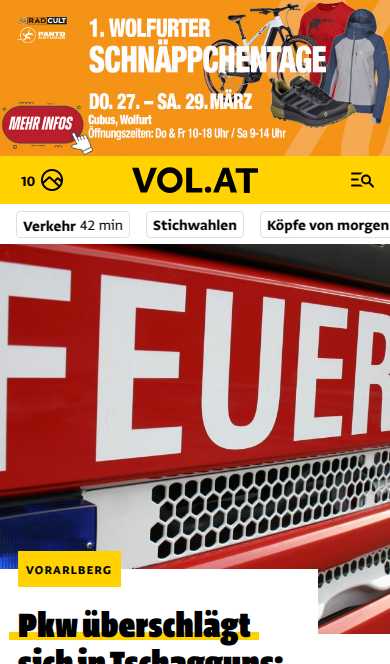 RADCULT
PANTO
1. WOLFURTER
SCHNÄPPCHENTAGE
DO. 27. – SA. 29. MÄRZ
Cubus, Wolfurt
Öffnungszeiten: Do & Fr 10-18 Uhr / Sa 9-14 Uhr
MEHR INFOS
10
VOL.AT
Verkehr 42 min
Stichwahlen
Köpfe von morgen
FEUER
VORARLBERG
Pkw überschlägt
sich in Tschagguns: